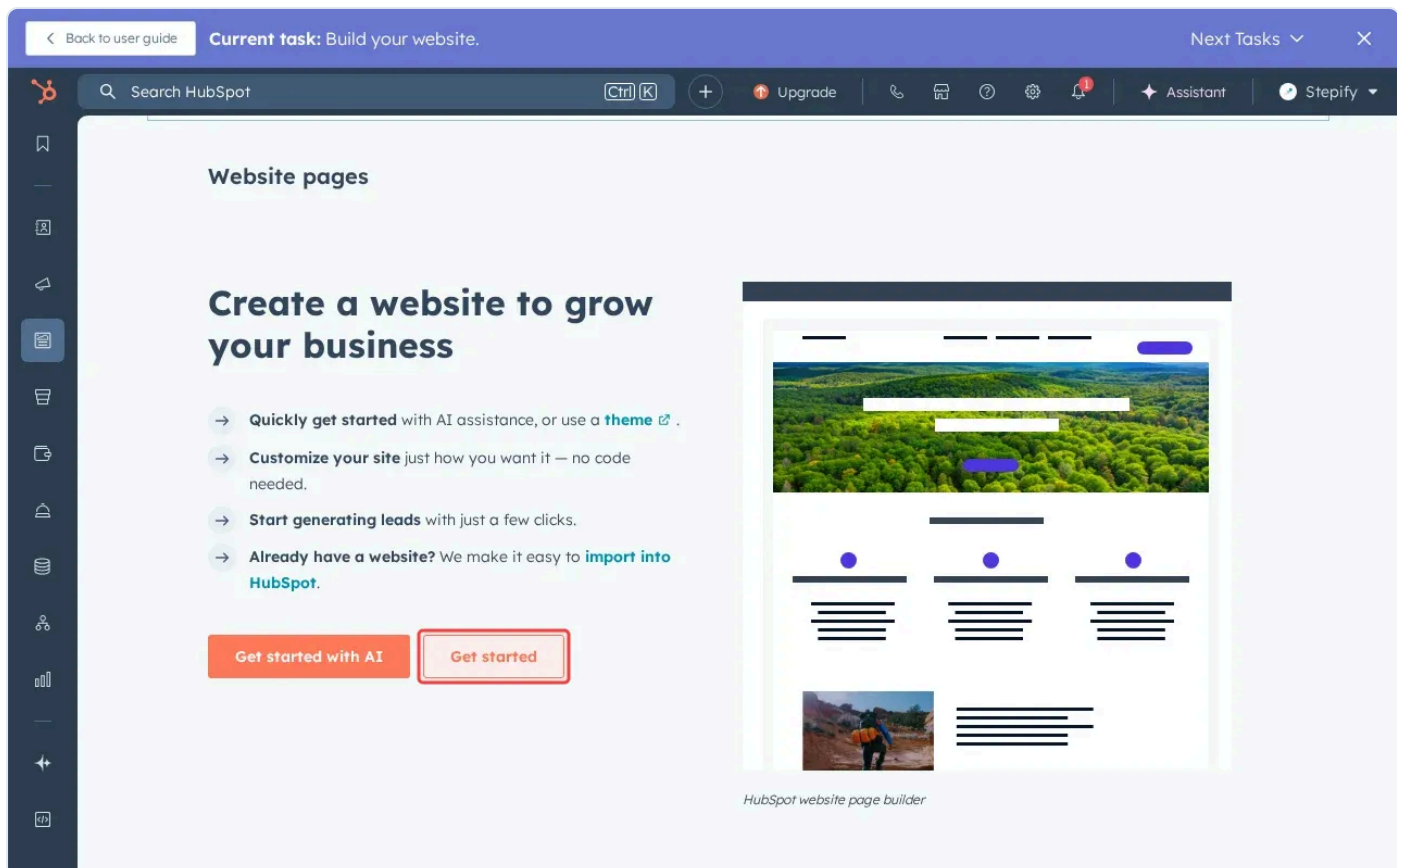 Back to user guide
Current task: Build your website.
Next Tasks
Search HubSpot
Ctrl K
Upgrade
1
Assistant
Stepify
Website pages
Create a website to grow
your business
Quickly get started with AI assistance, or use a theme .
Customize your site just how you want it — no code
needed.
Start generating leads with just a few clicks.
Already have a website? We make it easy to import into
HubSpot.
Get started with AI
Get started
HubSpot website page builder